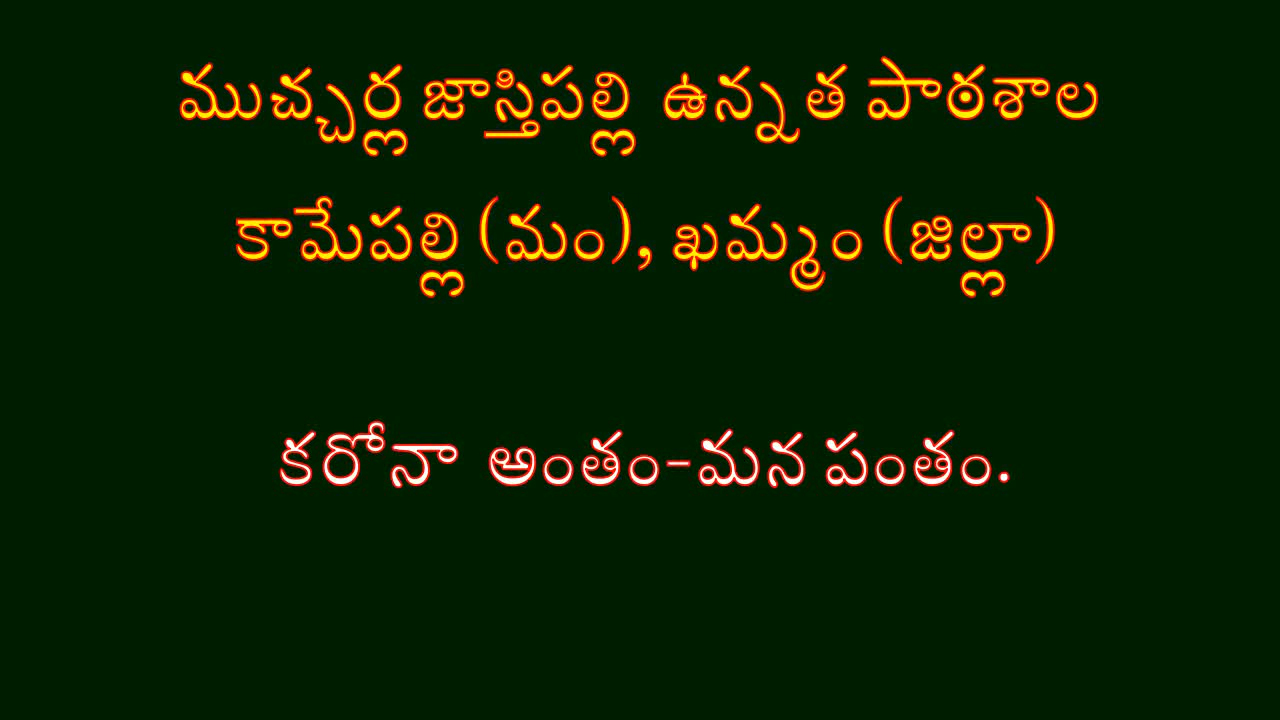 ముచ్చర్ల జాస్తిపల్లి ఉన్నత పాఠశాల
కామేపల్లి (మం), ఖమ్మం (జిల్లా)
కరోనా అంతం-మన పంతం.